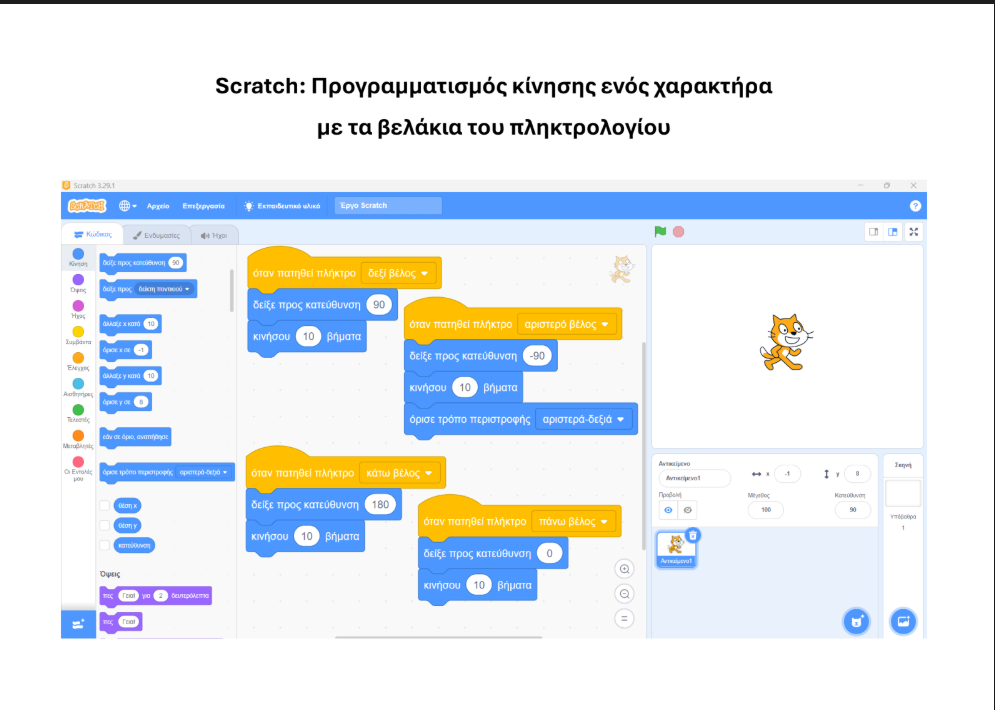 Scratch: Προγραμματισμός κίνησης ενός χαρακτήρα
με τα βελάκια του πληκτρολογίου
Scratch 3.29.1
SCRATCH
Αρχείο
Επεξεργασία
Εκπαιδευτικό υλικό
Έργο Scratch
?
Κώδικας
Ενδυμασίες
Ήχοι
Κίνηση
Όψεις
Ήχος
Συμβάντα
Έλεγχος
Αισθητήρες
Τελεστές
Μεταβλητές
Οι Εντολές
μου
δείξε προς κατεύθυνση 90
δείξε προς δείκτη ποντικιού
άλλαξε x κατά 10
όρισε x σε -1
άλλαξε y κατά 10
όρισε y σε 8
εάν σε όριο, αναπήδησε
όρισε τρόπο περιστροφής αριστερά-δεξιά
θέση x
θέση y
κατεύθυνση
Όψεις
πες Γεια! για 2 δευτερόλεπτα
πες Γεια!
όταν πατηθεί πλήκτρο δεξί βέλος
δείξε προς κατεύθυνση 90
κινήσου 10 βήματα
όταν πατηθεί πλήκτρο αριστερό βέλος
δείξε προς κατεύθυνση -90
κινήσου 10 βήματα
όρισε τρόπο περιστροφής αριστερά-δεξιά
όταν πατηθεί πλήκτρο κάτω βέλος
δείξε προς κατεύθυνση 180
κινήσου 10 βήματα
όταν πατηθεί πλήκτρο πάνω βέλος
δείξε προς κατεύθυνση 0
κινήσου 10 βήματα
Αντικείμενο
Αντικείμενο1
x -1
y 8
Προβολή
Μέγεθος
100
Κατεύθυνση
90
Αντικείμενο1
Σκηνή
Υπόβαθρα
1